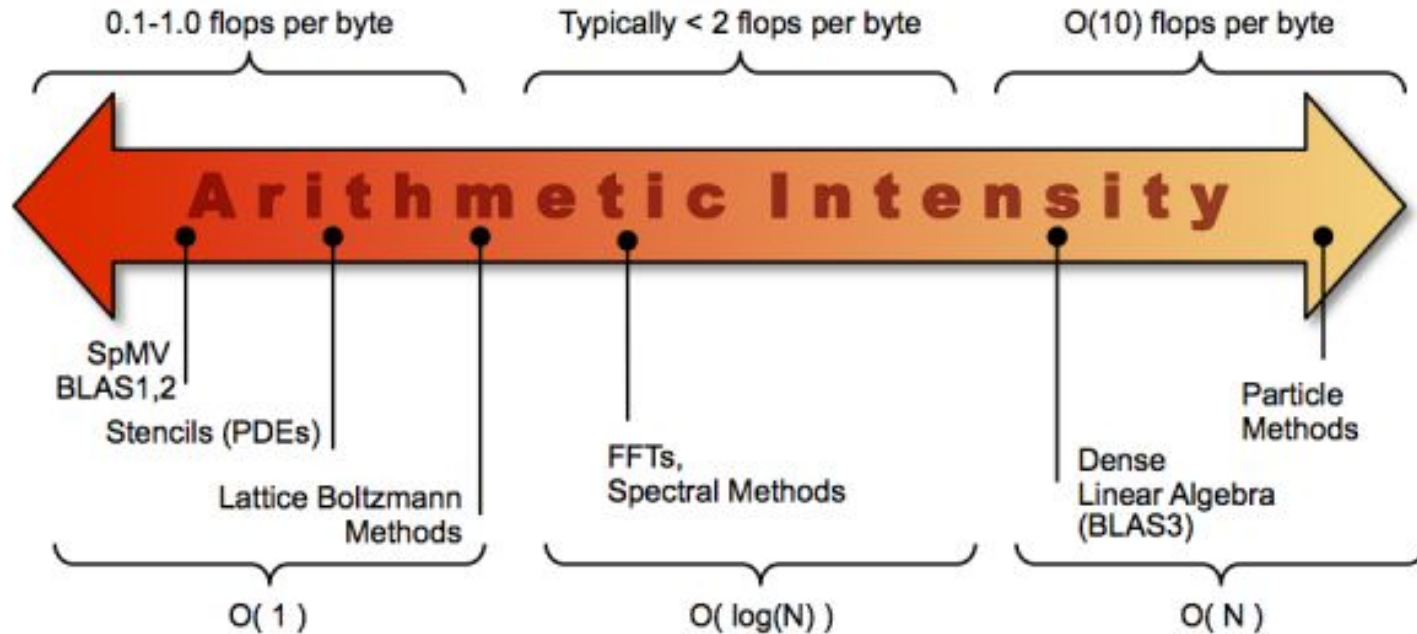 0.1-1.0 flops per byte
Typically < 2 flops per byte
O(10) flops per byte
Arithmetic Intensity
SpMV
BLAS1,2
Stencils (PDEs)
Lattice Boltzmann
Methods
FFTs,
Spectral Methods
Dense
Linear Algebra
(BLAS3)
Particle
Methods
O( 1 )
O( log(N) )
O( N )